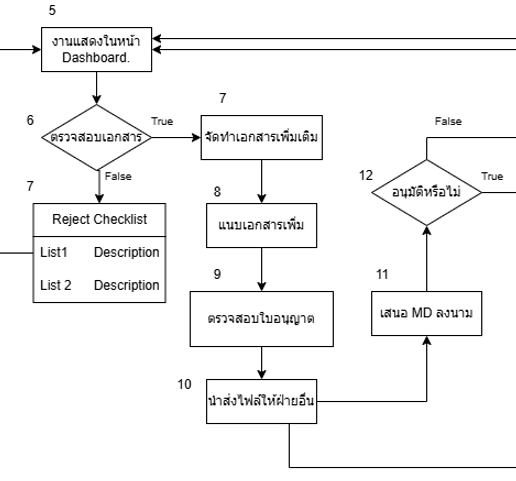 5
งานแสดงในหน้า
Dashboard.
6
ตรวจสอบเอกสาร
True
False
7
จัดทำเอกสารเพิ่มเติม
7
Reject Checklist
List1 Description
List 2 Description
8
แนบเอกสารเพิ่ม
9
ตรวจสอบใบอนุญาต
10
นำส่งไฟล์ให้ฝ่ายอื่น
11
เสนอ MD ลงนาม
12
อนุมัติหรือไม่
False
True